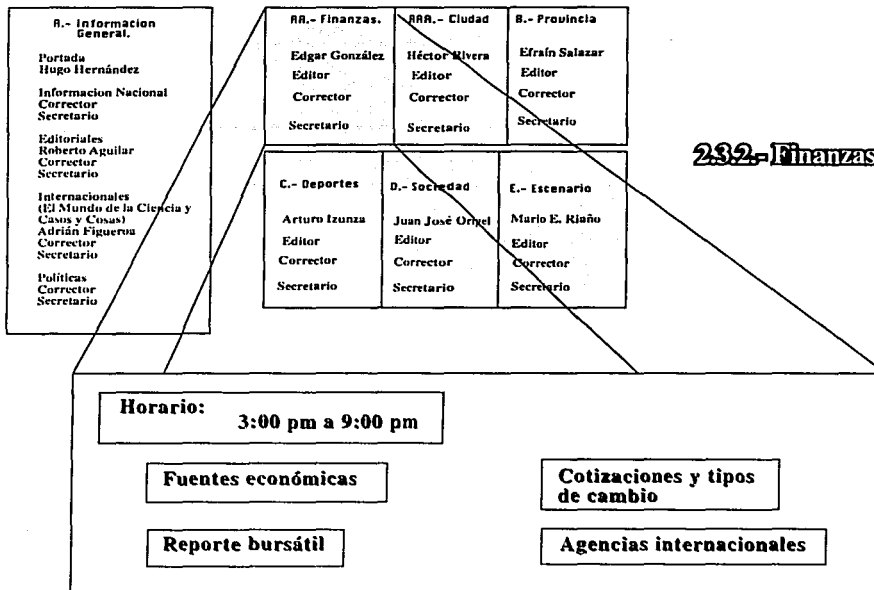 A.- Informacion
General.
Portada
Hugo Hernández
Informacion Nacional
Corrector
Secretario
Editoriales
Roberto Aguilar
Corrector
Secretario
Internacionales
(El Mundo de la Ciencia y
Casos y Cosas)
Adrián Figueroa
Corrector
Secretario
Políticas
Corrector
Secretario
AA.- Finanzas.
Edgar González
Editor
Corrector
Secretario
AAA.- Ciudad
Héctor Rivera
Editor
Corrector
Secretario
B.- Provincia
Efraín Salazar
Editor
Corrector
Secretario
C.- Deportes
Arturo Izunza
Editor
Corrector
Secretario
D.- Sociedad
Juan José Origel
Editor
Corrector
Secretario
E.- Escenario
Mario E. Riaño
Editor
Corrector
Secretario
2.3.2.- Finanzas
Horario:
3:00 pm a 9:00 pm
Fuentes económicas
Cotizaciones y tipos
de cambio
Reporte bursátil
Agencias internacionales